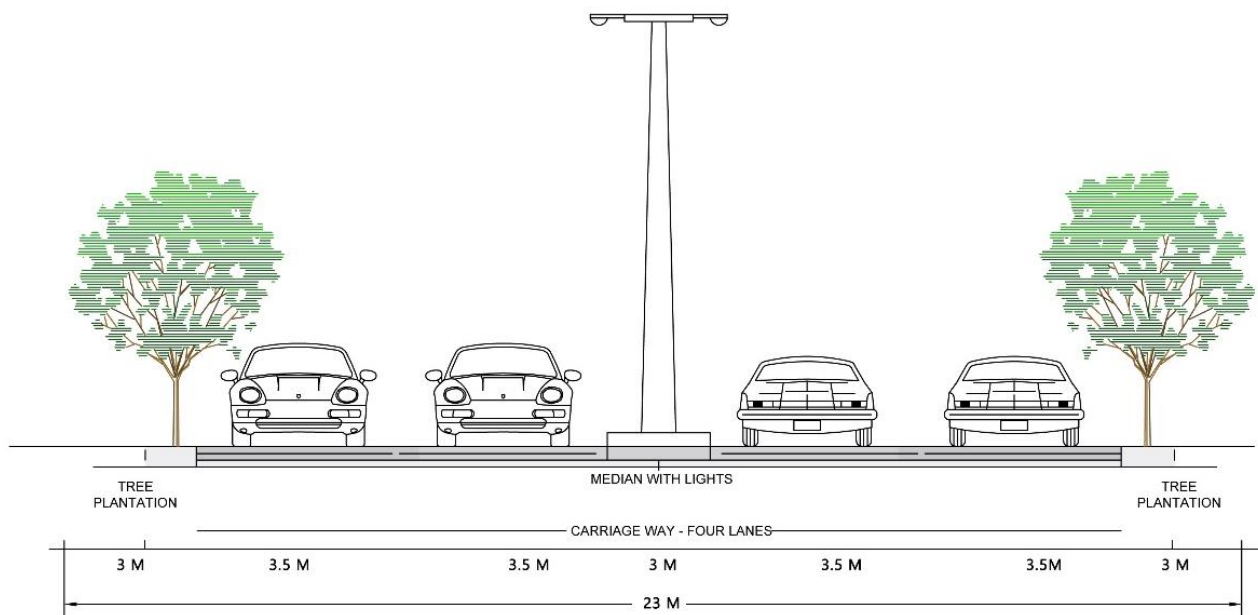 MEDIAN WITH LIGHTS
TREE
PLANTATION
TREE
PLANTATION
CARRIAGE WAY - FOUR LANES
3 M 3.5 M 3.5 M 3 M 3.5 M 3.5M 3 M
23 M